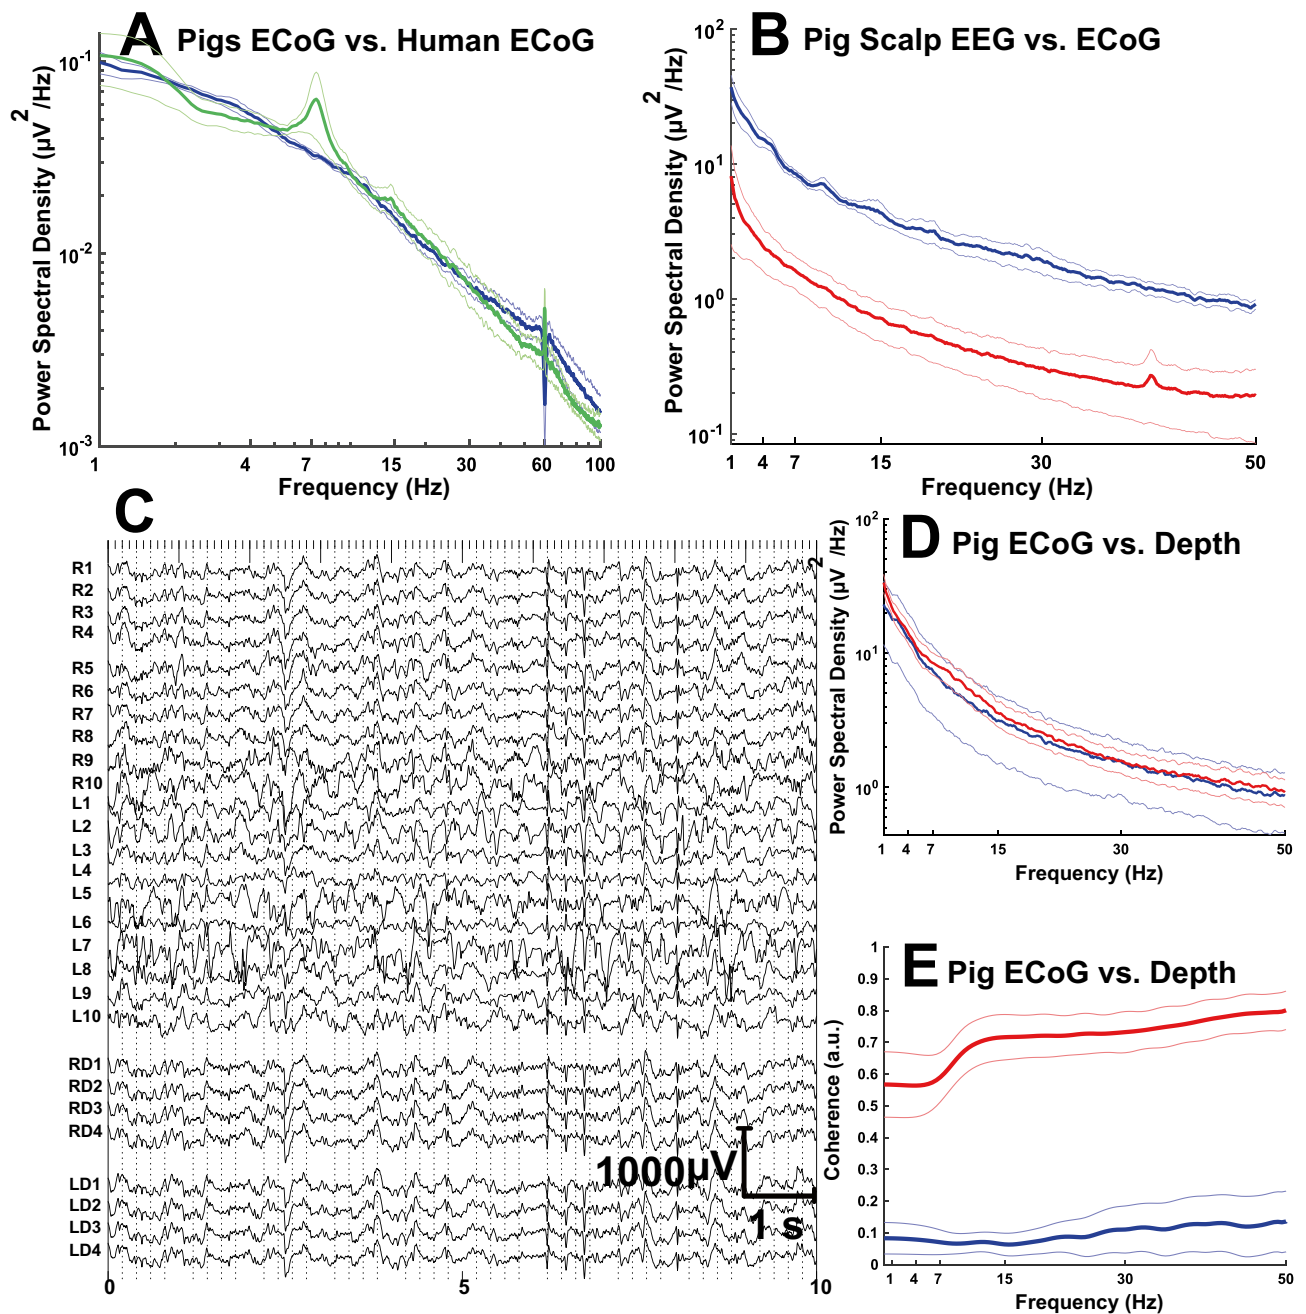 A Pigs ECoG vs. Human ECoG
Power Spectral Density (µV²/Hz)
10⁻¹
10⁻²
10⁻³
1 4 7 15 30 60 100
Frequency (Hz)
B Pig Scalp EEG vs. ECoG
Power Spectral Density (µV²/Hz)
10²
10¹
10⁰
10⁻¹
1 4 7 15 30 50
Frequency (Hz)
C
R1
R2
R3
R4
R5
R6
R7
R8
R9
R10
L1
L2
L3
L4
L5
L6
L7
L8
L9
L10
RD1
RD2
RD3
RD4
LD1
LD2
LD3
LD4
1000µV
1 s
0 5 10
D Pig ECoG vs. Depth
Power Spectral Density (µV²/Hz)
10²
10¹
10⁰
1 4 7 15 30 50
Frequency (Hz)
E Pig ECoG vs. Depth
Coherence (a.u.)
1
0.9
0.8
0.7
0.6
0.5
0.4
0.3
0.2
0.1
0
1 4 7 15 30 50
Frequency (Hz)